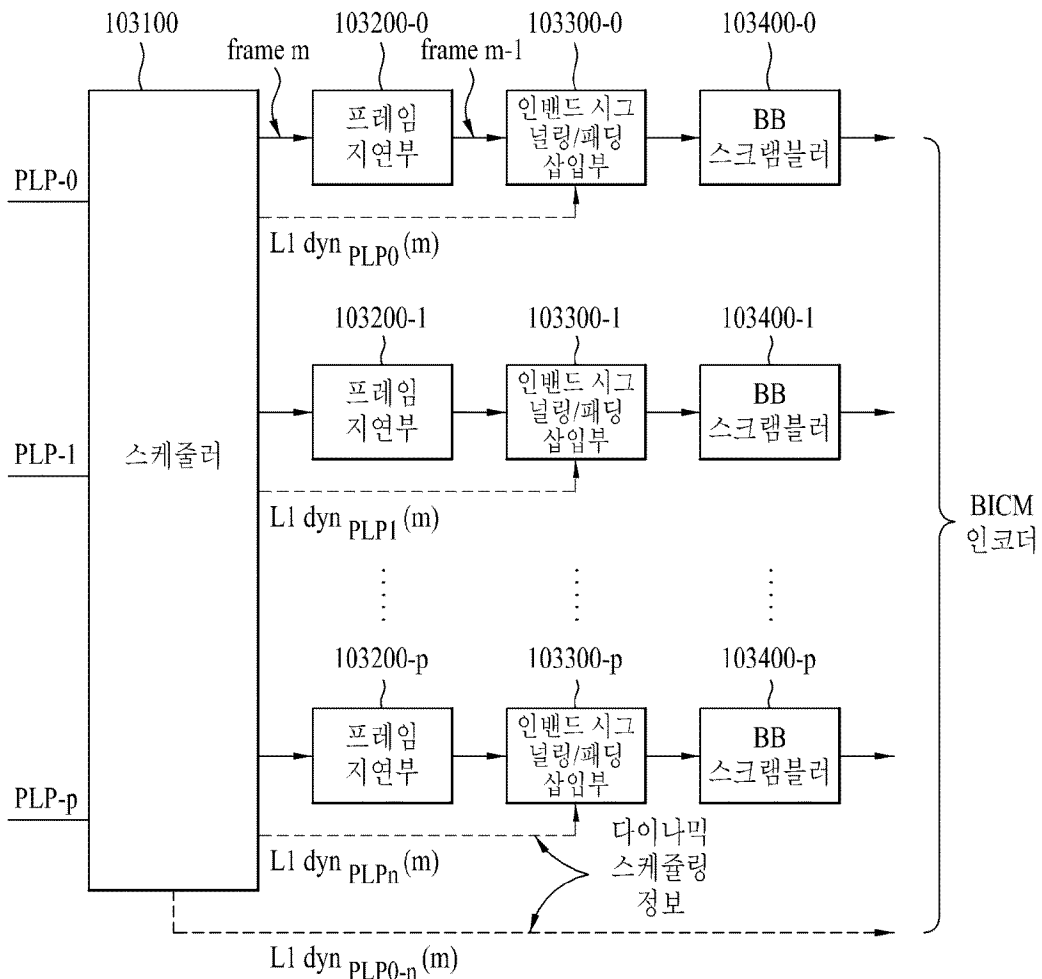 103100
103200-0
103300-0
103400-0
frame m
frame m-1
프레임
지연부
인밴드 시그
널링/패딩
삽입부
BB
스크램블러
PLP-0
L1 dyn PLP0 (m)
103200-1
103300-1
103400-1
프레임
지연부
인밴드 시그
널링/패딩
삽입부
BB
스크램블러
PLP-1
스케줄러
L1 dyn PLP1 (m)
BICM
인코더
103200-p
103300-p
103400-p
프레임
지연부
인밴드 시그
널링/패딩
삽입부
BB
스크램블러
PLP-p
L1 dyn PLPn (m)
다이나믹
스케쥴링
정보
L1 dyn PLP0-n (m)